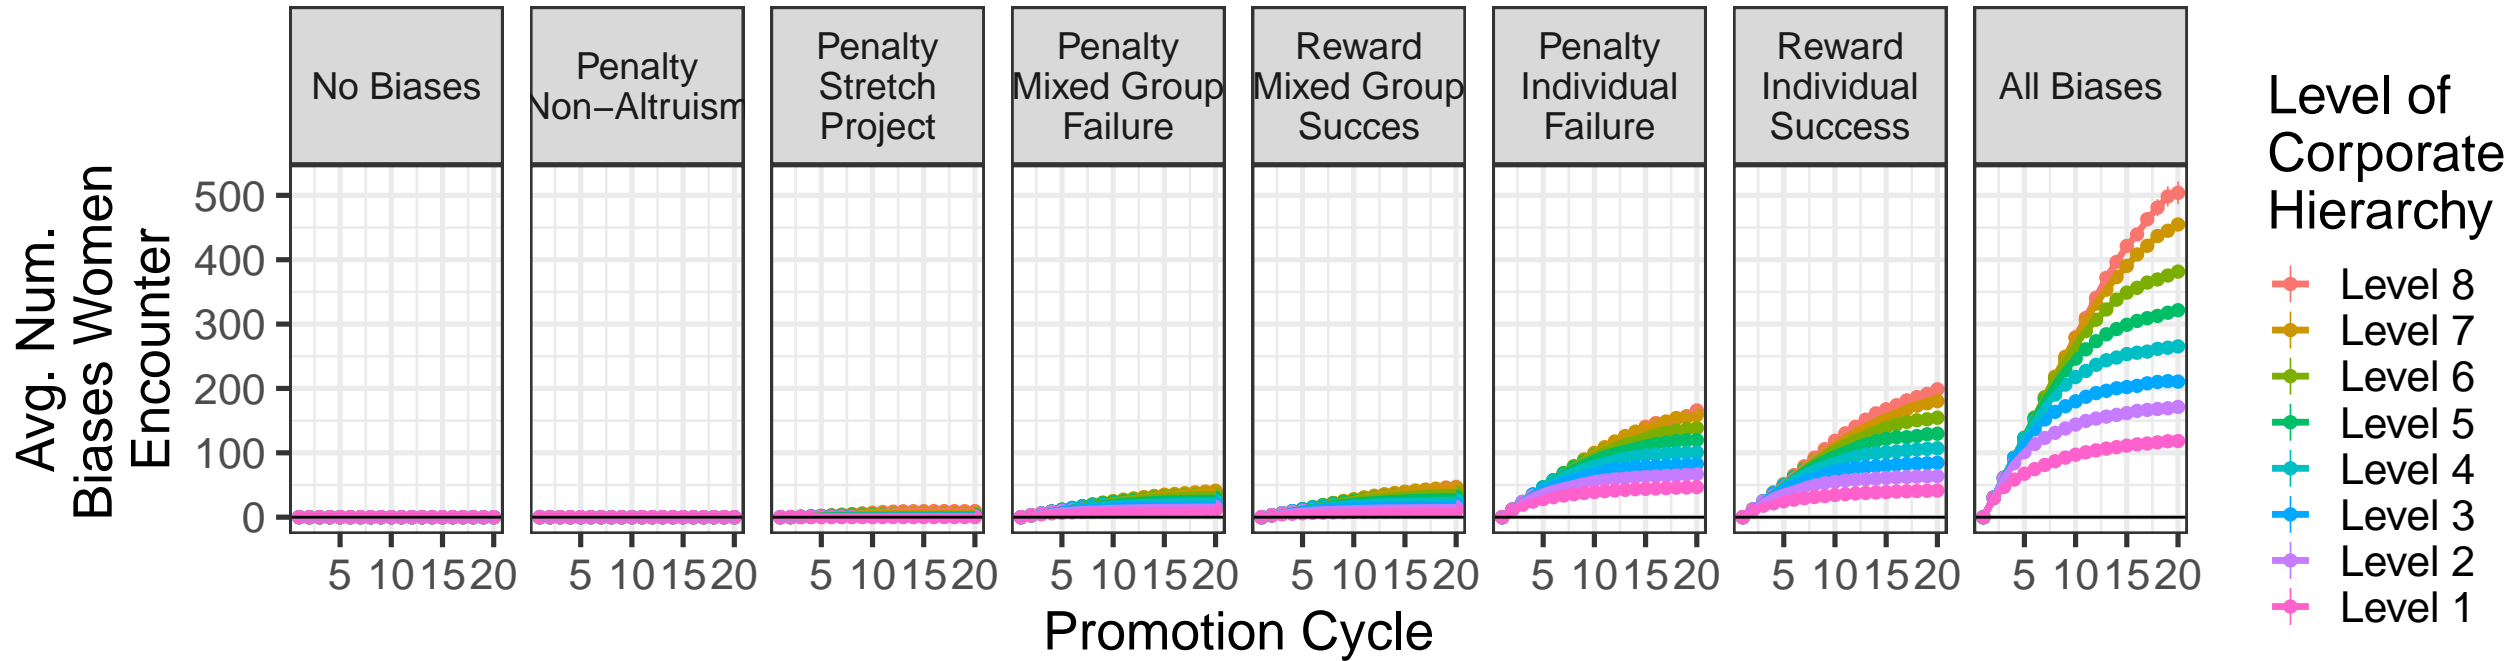 No Biases
Penalty
Non−Altruism
Penalty
Stretch
Project
Penalty
Mixed Group
Failure
Reward
Mixed Group
Succes
Penalty
Individual
Failure
Reward
Individual
Success
All Biases
Avg. Num.
Biases Women
Encounter
500
400
300
200
100
0
5 10 15 20
5 10 15 20
5 10 15 20
5 10 15 20
5 10 15 20
5 10 15 20
5 10 15 20
5 10 15 20
Promotion Cycle
Level of
Corporate
Hierarchy
Level 8
Level 7
Level 6
Level 5
Level 4
Level 3
Level 2
Level 1